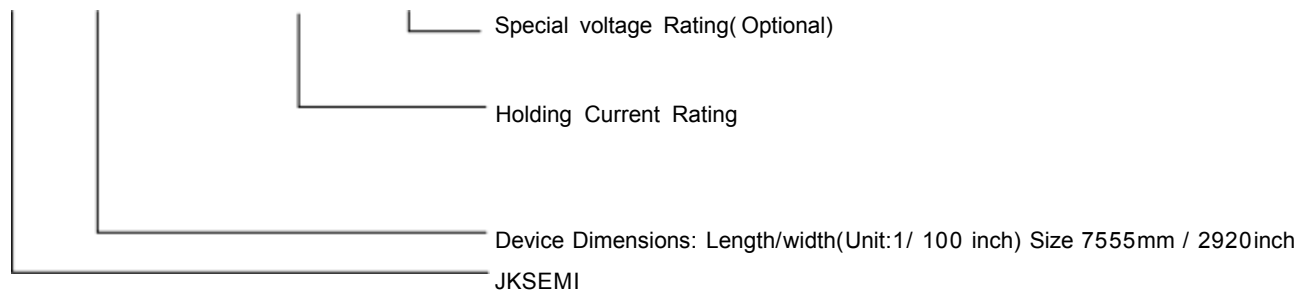 Special voltage Rating( Optional)
Holding Current Rating
Device Dimensions: Length/width(Unit:1/ 100 inch) Size 7555mm / 2920inch
JKSEMI